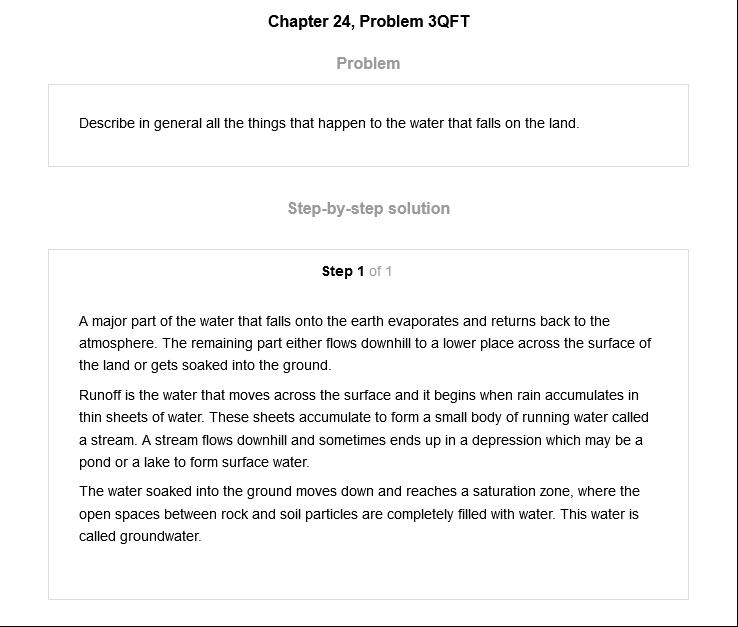 Chapter 24, Problem 3QFT
Problem
Describe in general all the things that happen to the water that falls on the land.
Step-by-step solution
Step 1 of 1
A major part of the water that falls onto the earth evaporates and returns back to the
atmosphere. The remaining part either flows downhill to a lower place across the surface of
the land or gets soaked into the ground.
Runoff is the water that moves across the surface and it begins when rain accumulates in
thin sheets of water. These sheets accumulate to form a small body of running water called
a stream. A stream flows downhill and sometimes ends up in a depression which may be a
pond or a lake to form surface water.
The water soaked into the ground moves down and reaches a saturation zone, where the
open spaces between rock and soil particles are completely filled with water. This water is
called groundwater.